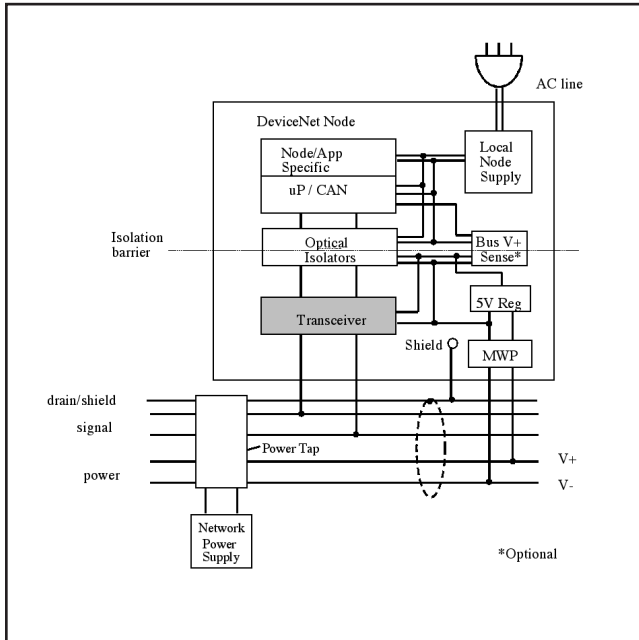 AC line
DeviceNet Node
Node/App
Specific
uP / CAN
Local
Node
Supply
Isolation
barrier
Optical
Isolators
Bus V+
Sense*
5V Reg
Transceiver
Shield
MWP
drain/shield
signal
Power Tap
power
V+
V-
Network
Power
Supply
*Optional